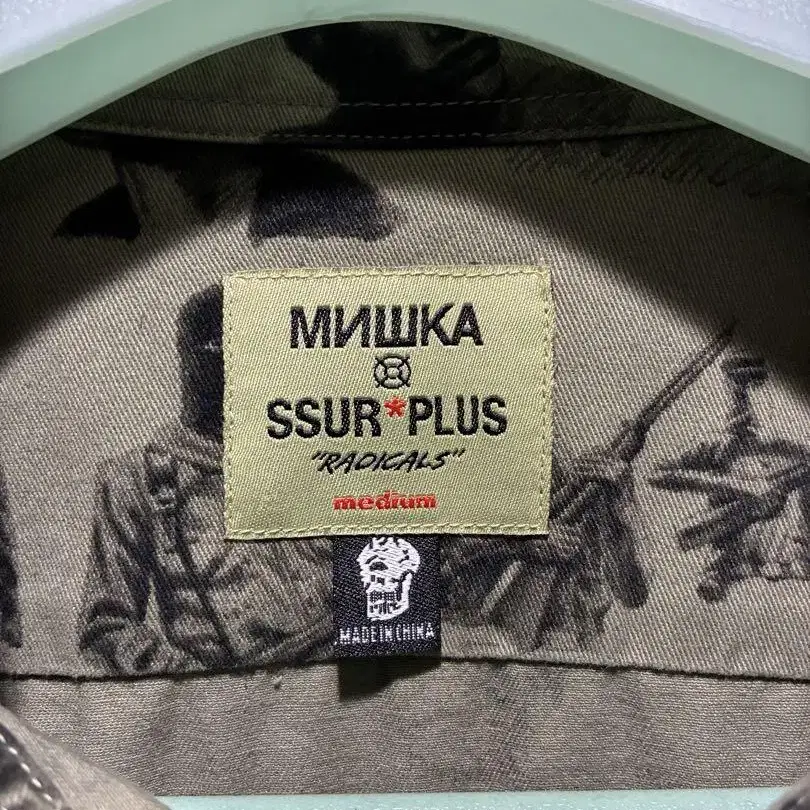 МИШКА
SSUR*PLUS
"RADICALS"
medium
MADE IN CHINA